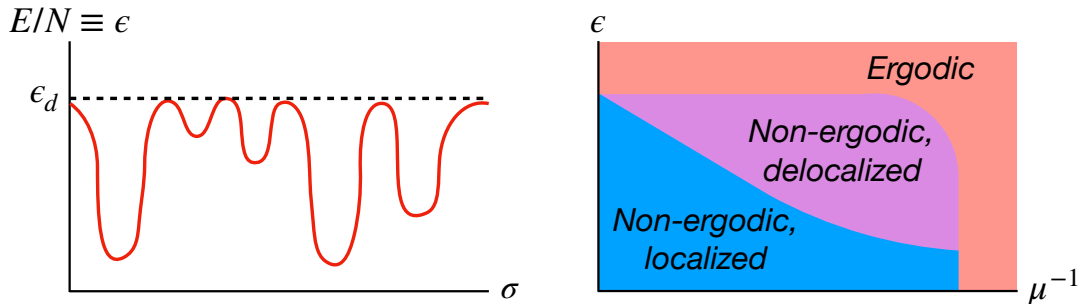 E/N ≡ ϵ
ϵ_d
σ
ϵ
Ergodic
Non-ergodic,
delocalized
Non-ergodic,
localized
μ⁻¹